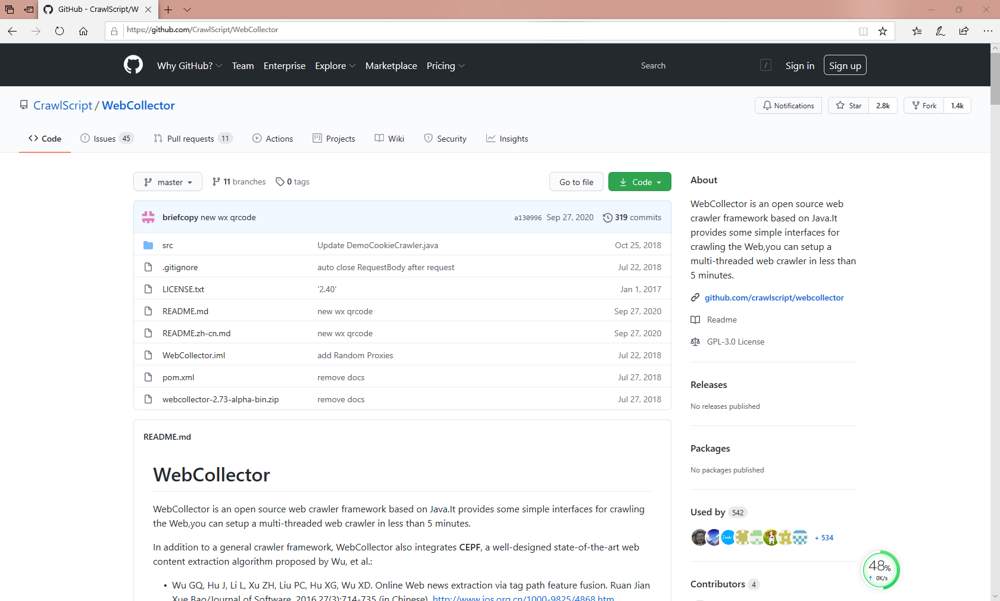 GitHub - CrawlScript/W
https://github.com/CrawlScript/WebCollector
Why GitHub? Team Enterprise Explore Marketplace Pricing Search / Sign in Sign up
CrawlScript / WebCollector
Notifications Star 2.8k Fork 1.4k
Code Issues 45 Pull requests 11 Actions Projects Wiki Security Insights
master 11 branches 0 tags Go to file Code
briefcopy new wx qrcode a130996 Sep 27, 2020 319 commits
src Update DemoCookieCrawler.java Oct 25, 2018
.gitignore auto close RequestBody after request Jul 22, 2018
LICENSE.txt '2.40' Jan 1, 2017
README.md new wx qrcode Sep 27, 2020
README.zh-cn.md new wx qrcode Sep 27, 2020
WebCollector.iml add Random Proxies Jul 22, 2018
pom.xml remove docs Jul 27, 2018
webcollector-2.73-alpha-bin.zip remove docs Jul 27, 2018
README.md
WebCollector
WebCollector is an open source web crawler framework based on Java.It provides some simple interfaces for crawling
the Web,you can setup a multi-threaded web crawler in less than 5 minutes.
In addition to a general crawler framework, WebCollector also integrates CEPF, a well-designed state-of-the-art web
content extraction algorithm proposed by Wu, et al.:
• Wu GQ, Hu J, Li L, Xu ZH, Liu PC, Hu XG, Wu XD. Online Web news extraction via tag path feature fusion. Ruan Jian
Xue Bao/Journal of Software, 2016,27(3):714-735 (in Chinese). http://www.jos.org.cn/1000-9825/4868.htm
About
WebCollector is an open source web
crawler framework based on Java.It
provides some simple interfaces for
crawling the Web,you can setup a
multi-threaded web crawler in less than
5 minutes.
github.com/crawlscript/webcollector
Readme
GPL-3.0 License
Releases
No releases published
Packages
No packages published
Used by 542
+ 534
Contributors 4
48%
0K/s